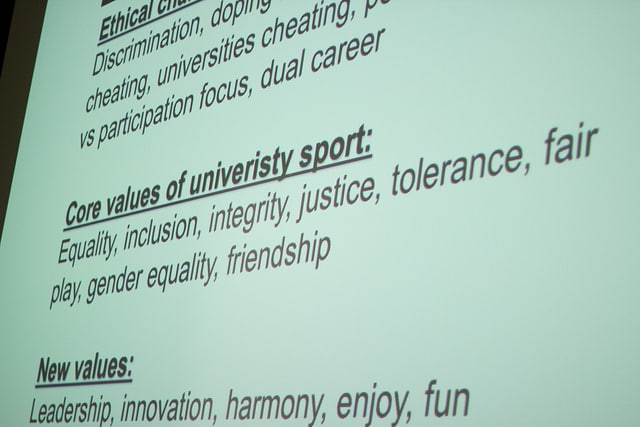 Ethical
Discrimination, doping
cheating, universities cheating,
vs participation focus, dual career
Core values of univeristy sport:
Equality, inclusion, integrity, justice, tolerance, fair
play, gender equality, friendship
New values:
Leadership, innovation, harmony, enjoy, fun